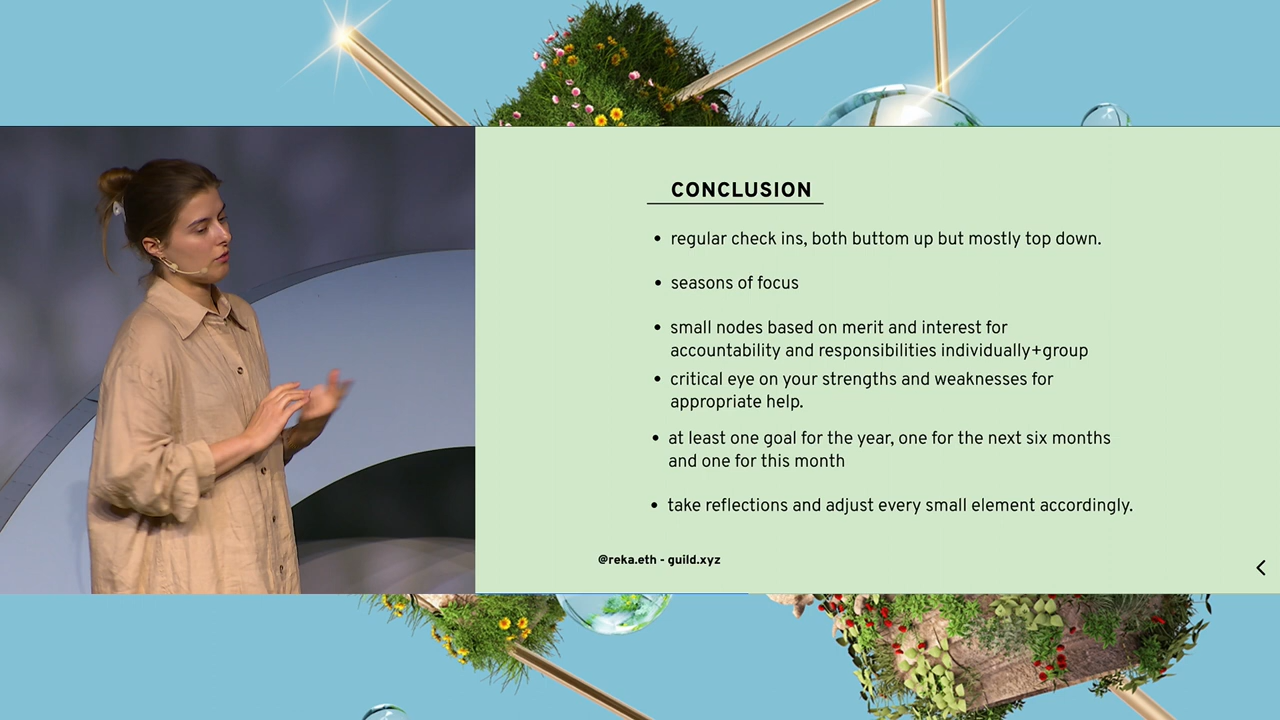 CONCLUSION
• regular check ins, both buttom up but mostly top down.
• seasons of focus
• small nodes based on merit and interest for
accountability and responsibilities individually+group
• critical eye on your strengths and weaknesses for
appropriate help.
• at least one goal for the year, one for the next six months
and one for this month
• take reflections and adjust every small element accordingly.
@reka.eth - guild.xyz